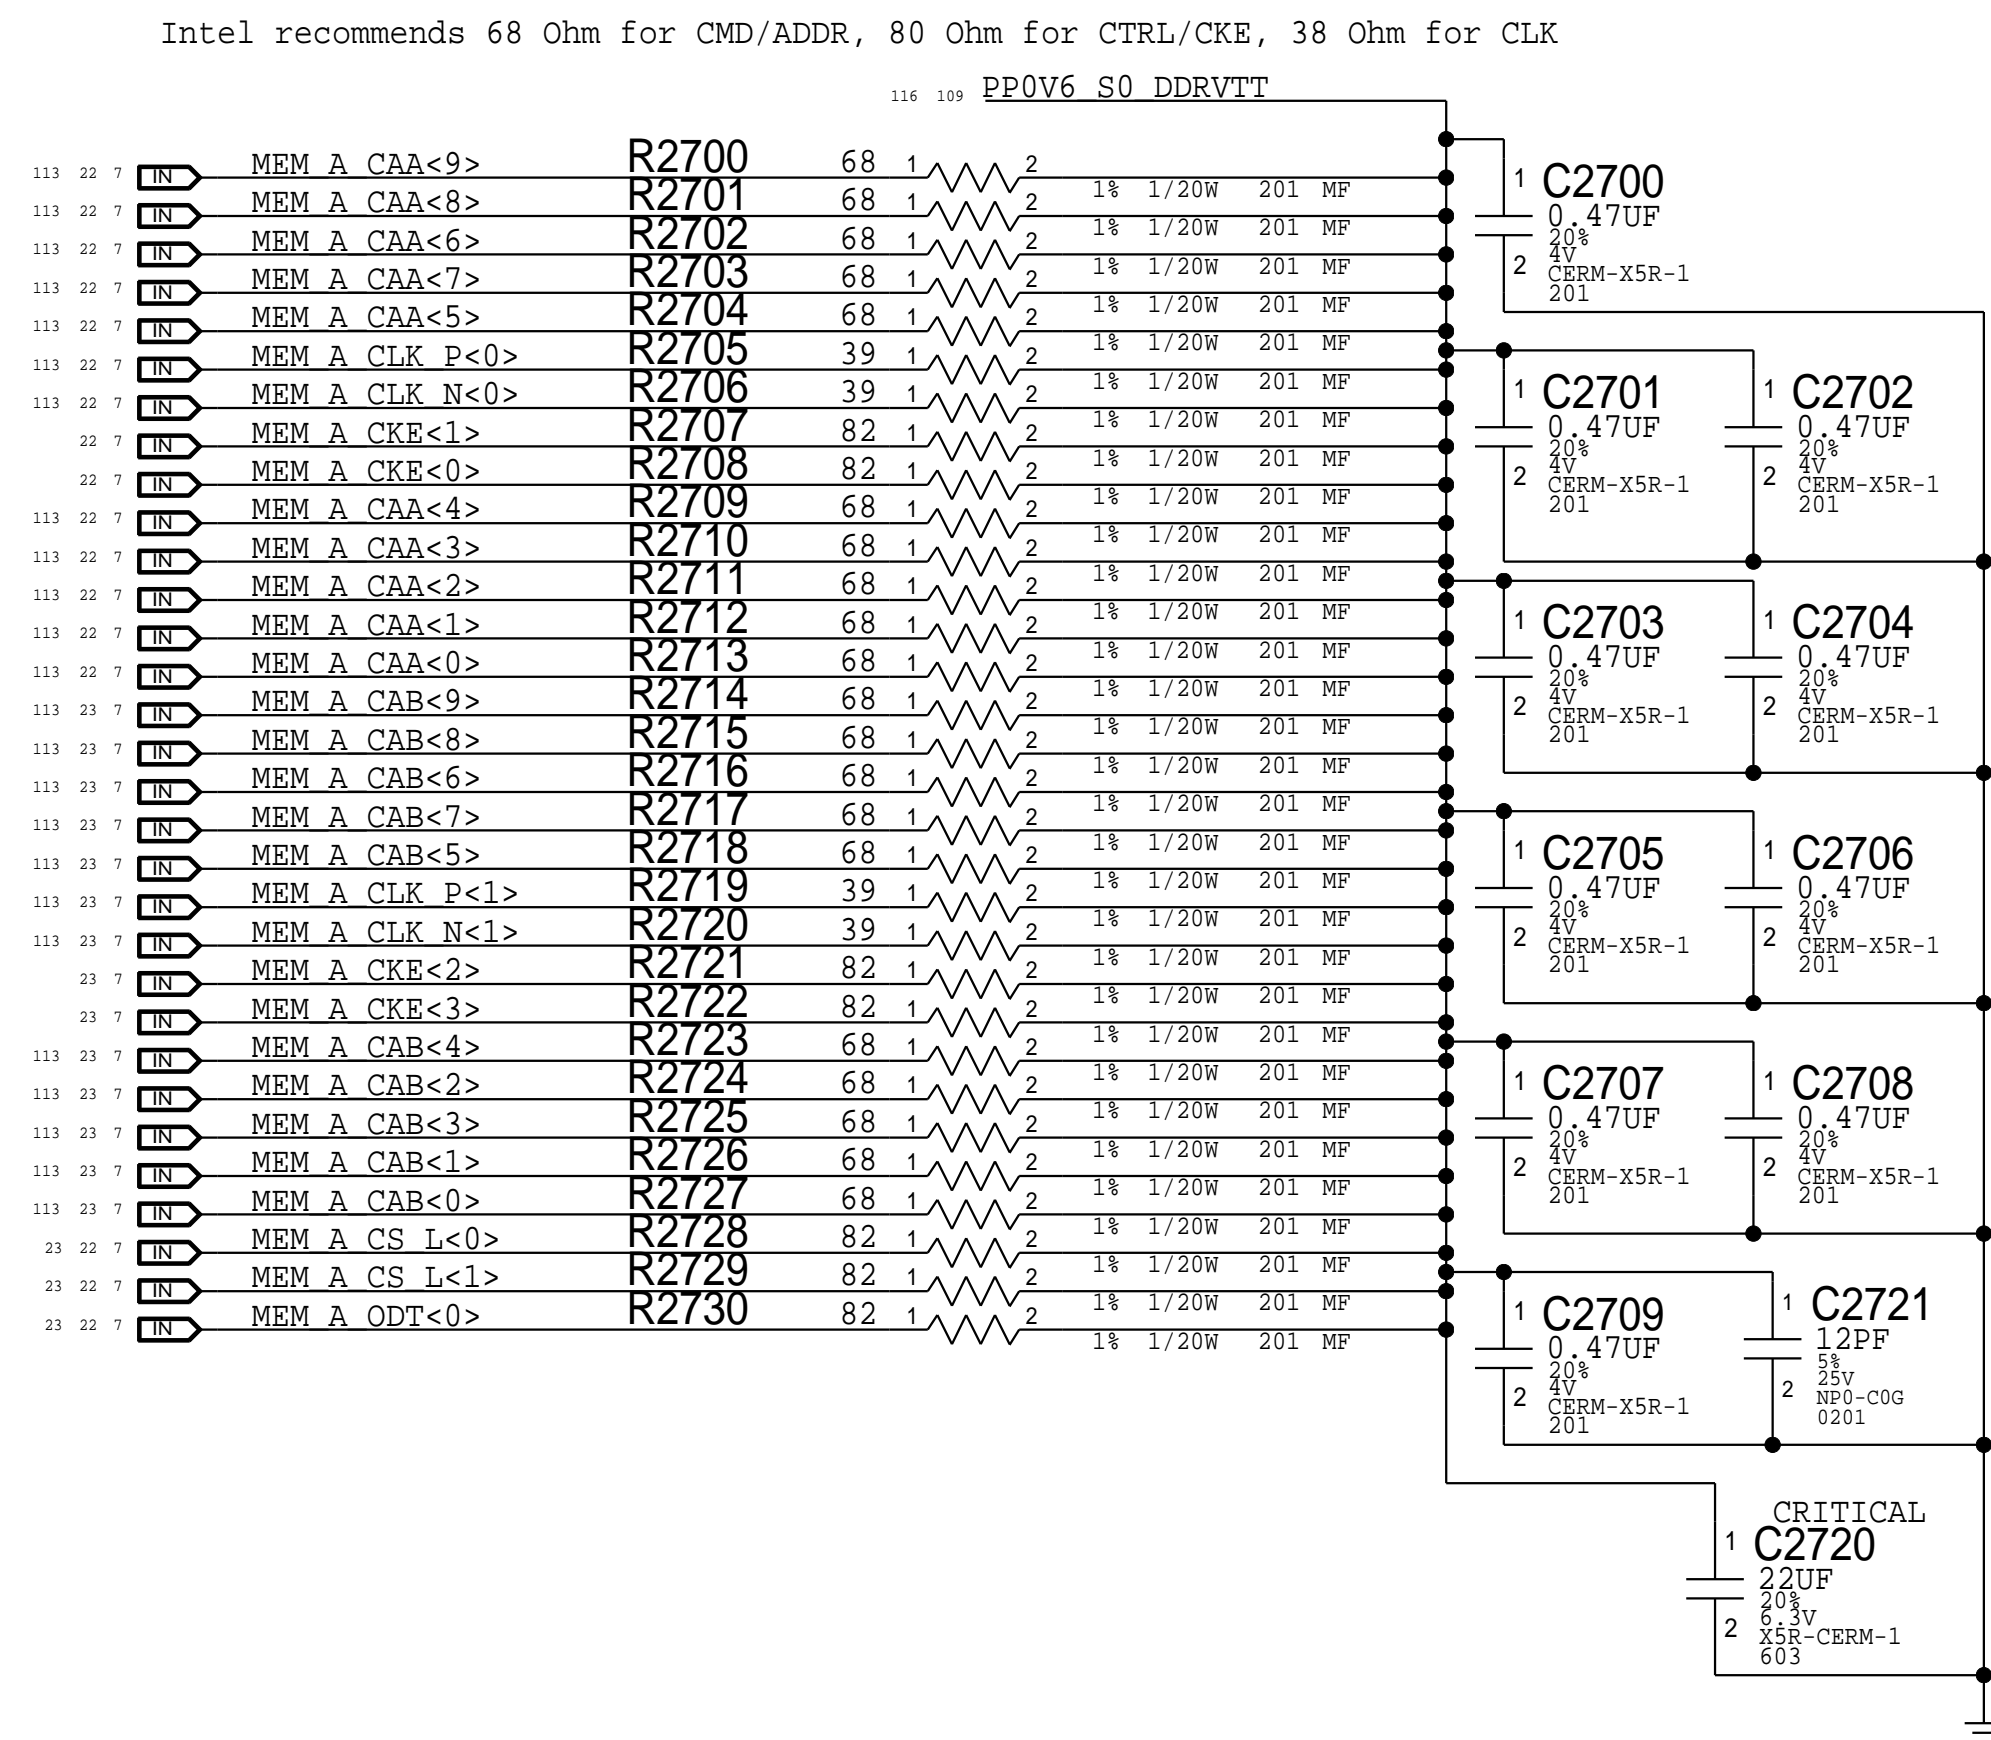 Intel recommends 68 Ohm for CMD/ADDR, 80 Ohm for CTRL/CKE, 38 Ohm for CLK
116 109 PP0V6_S0_DDRVTT
113 22 7 IN MEM_A_CAA<9> R2700 68 1 2 1% 1/20W 201 MF
113 22 7 IN MEM_A_CAA<8> R2701 68 1 2 1% 1/20W 201 MF
113 22 7 IN MEM_A_CAA<6> R2702 68 1 2 1% 1/20W 201 MF
113 22 7 IN MEM_A_CAA<7> R2703 68 1 2 1% 1/20W 201 MF
113 22 7 IN MEM_A_CAA<5> R2704 68 1 2 1% 1/20W 201 MF
113 22 7 IN MEM_A_CLK_P<0> R2705 39 1 2 1% 1/20W 201 MF
113 22 7 IN MEM_A_CLK_N<0> R2706 39 1 2 1% 1/20W 201 MF
22 7 IN MEM_A_CKE<1> R2707 82 1 2 1% 1/20W 201 MF
22 7 IN MEM_A_CKE<0> R2708 82 1 2 1% 1/20W 201 MF
113 22 7 IN MEM_A_CAA<4> R2709 68 1 2 1% 1/20W 201 MF
113 22 7 IN MEM_A_CAA<3> R2710 68 1 2 1% 1/20W 201 MF
113 22 7 IN MEM_A_CAA<2> R2711 68 1 2 1% 1/20W 201 MF
113 22 7 IN MEM_A_CAA<1> R2712 68 1 2 1% 1/20W 201 MF
113 22 7 IN MEM_A_CAA<0> R2713 68 1 2 1% 1/20W 201 MF
113 23 7 IN MEM_A_CAB<9> R2714 68 1 2 1% 1/20W 201 MF
113 23 7 IN MEM_A_CAB<8> R2715 68 1 2 1% 1/20W 201 MF
113 23 7 IN MEM_A_CAB<6> R2716 68 1 2 1% 1/20W 201 MF
113 23 7 IN MEM_A_CAB<7> R2717 68 1 2 1% 1/20W 201 MF
113 23 7 IN MEM_A_CAB<5> R2718 68 1 2 1% 1/20W 201 MF
113 23 7 IN MEM_A_CLK_P<1> R2719 39 1 2 1% 1/20W 201 MF
113 23 7 IN MEM_A_CLK_N<1> R2720 39 1 2 1% 1/20W 201 MF
23 7 IN MEM_A_CKE<2> R2721 82 1 2 1% 1/20W 201 MF
23 7 IN MEM_A_CKE<3> R2722 82 1 2 1% 1/20W 201 MF
113 23 7 IN MEM_A_CAB<4> R2723 68 1 2 1% 1/20W 201 MF
113 23 7 IN MEM_A_CAB<2> R2724 68 1 2 1% 1/20W 201 MF
113 23 7 IN MEM_A_CAB<3> R2725 68 1 2 1% 1/20W 201 MF
113 23 7 IN MEM_A_CAB<1> R2726 68 1 2 1% 1/20W 201 MF
113 23 7 IN MEM_A_CAB<0> R2727 68 1 2 1% 1/20W 201 MF
23 22 7 IN MEM_A_CS_L<0> R2728 82 1 2 1% 1/20W 201 MF
23 22 7 IN MEM_A_CS_L<1> R2729 82 1 2 1% 1/20W 201 MF
23 22 7 IN MEM_A_ODT<0> R2730 82 1 2 1% 1/20W 201 MF
1 C2700
0.47UF
20%
4V
2 CERM-X5R-1
201
1 C2701
0.47UF
20%
4V
2 CERM-X5R-1
201
1 C2702
0.47UF
20%
4V
2 CERM-X5R-1
201
1 C2703
0.47UF
20%
4V
2 CERM-X5R-1
201
1 C2704
0.47UF
20%
4V
2 CERM-X5R-1
201
1 C2705
0.47UF
20%
4V
2 CERM-X5R-1
201
1 C2706
0.47UF
20%
4V
2 CERM-X5R-1
201
1 C2707
0.47UF
20%
4V
2 CERM-X5R-1
201
1 C2708
0.47UF
20%
4V
2 CERM-X5R-1
201
1 C2709
0.47UF
20%
4V
2 CERM-X5R-1
201
1 C2721
12PF
5%
25V
2 NP0-C0G
0201
CRITICAL
1 C2720
22UF
20%
6.3V
2 X5R-CERM-1
603